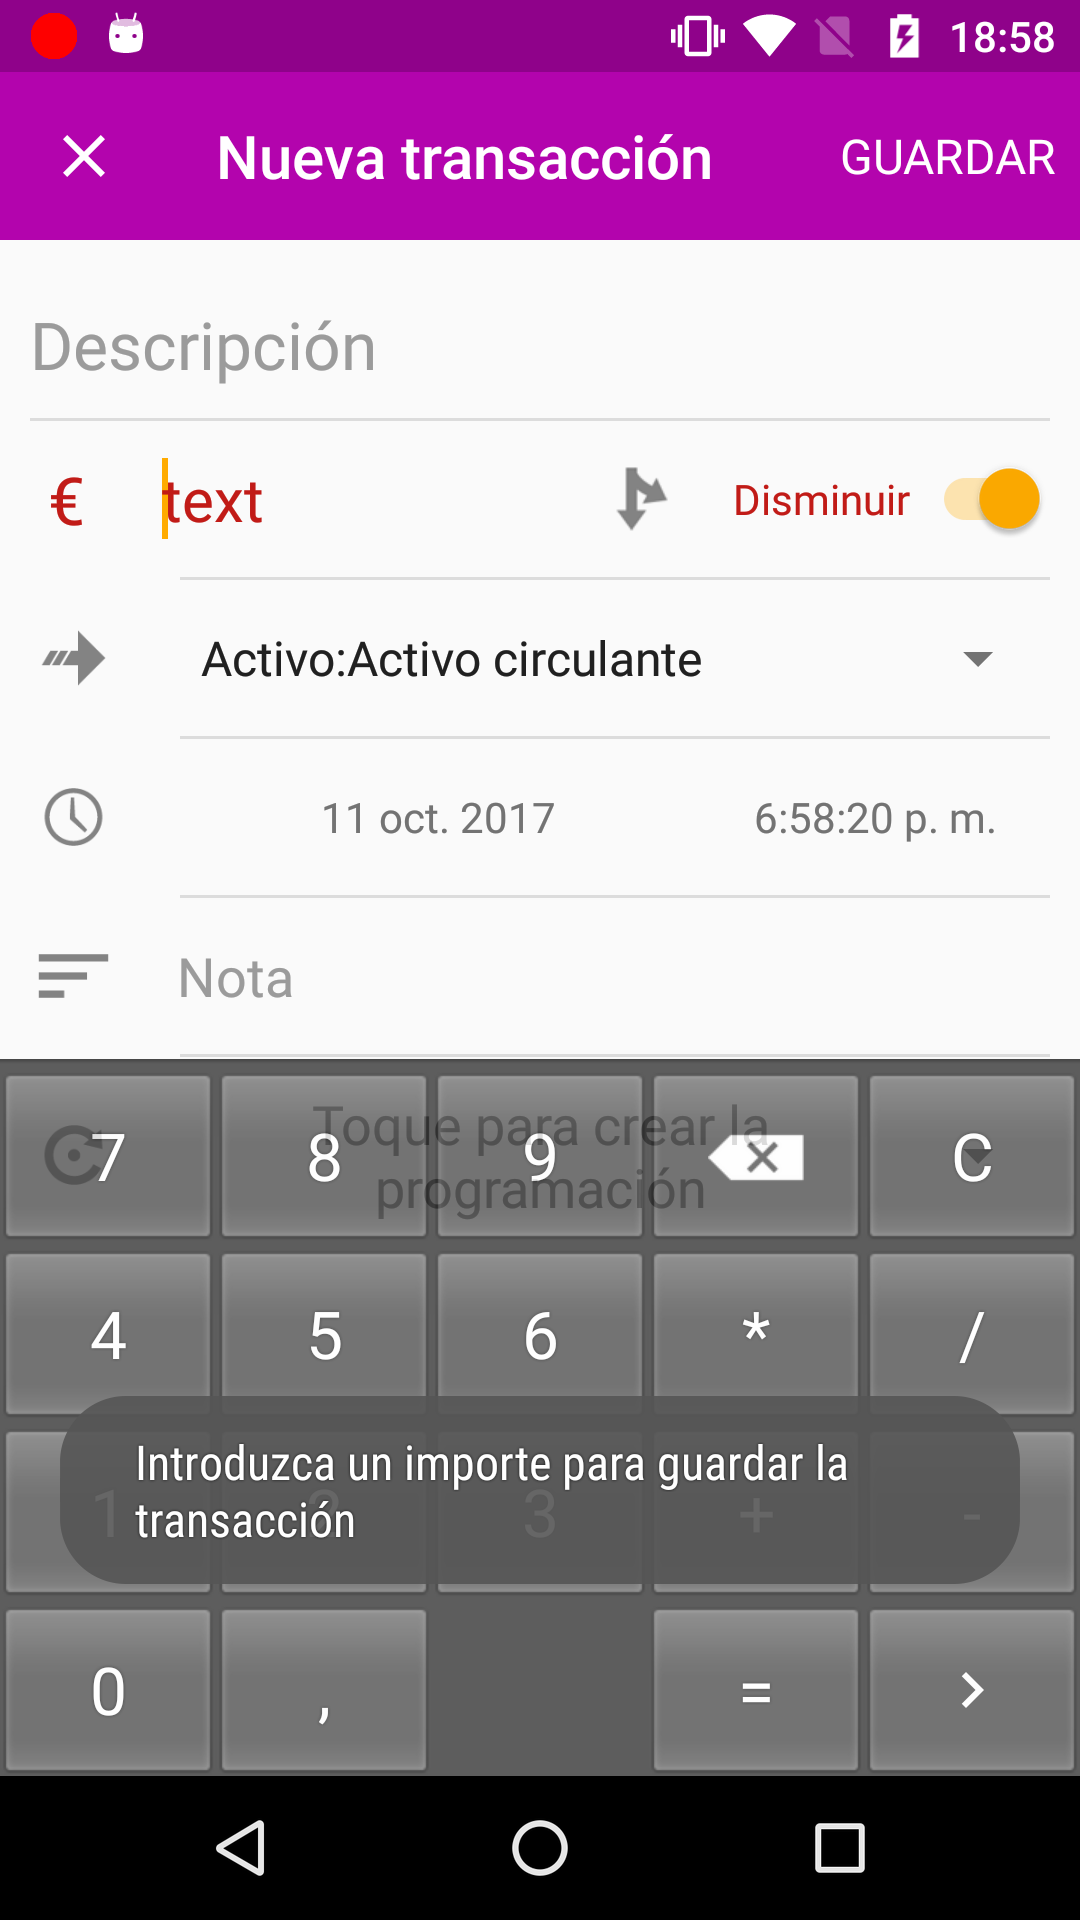 18:58
Nueva transacción
GUARDAR
Descripción
€ text Disminuir
Activo:Activo circulante
11 oct. 2017 6:58:20 p. m.
Nota
Toque para crear la
programación
7 8 9 C
4 5 6 * /
1 2 3 + -
Introduzca un importe para guardar la
transacción
0 , = >